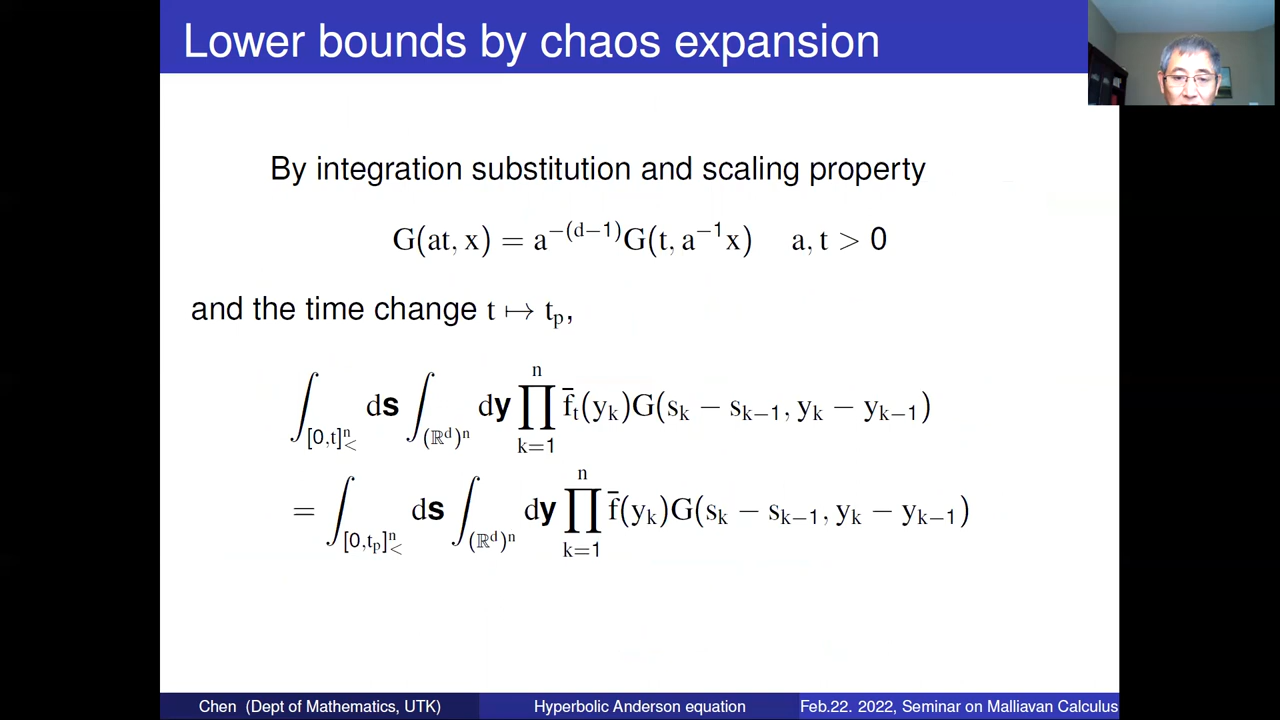 Lower bounds by chaos expansion
By integration substitution and scaling property
G(at, x) = a^{-(d-1)}G(t, a^{-1}x)   a, t > 0
and the time change t ↦ t_p,
∫_{[0,t]^n_<} ds ∫_{(ℝ^d)^n} dy ∏_{k=1}^{n} f̄_t(y_k)G(s_k − s_{k−1}, y_k − y_{k−1})
= ∫_{[0,t_p]^n_<} ds ∫_{(ℝ^d)^n} dy ∏_{k=1}^{n} f̄(y_k)G(s_k − s_{k−1}, y_k − y_{k−1})
Chen (Dept of Mathematics, UTK) Hyperbolic Anderson equation Feb.22. 2022, Seminar on Malliavan Calculus